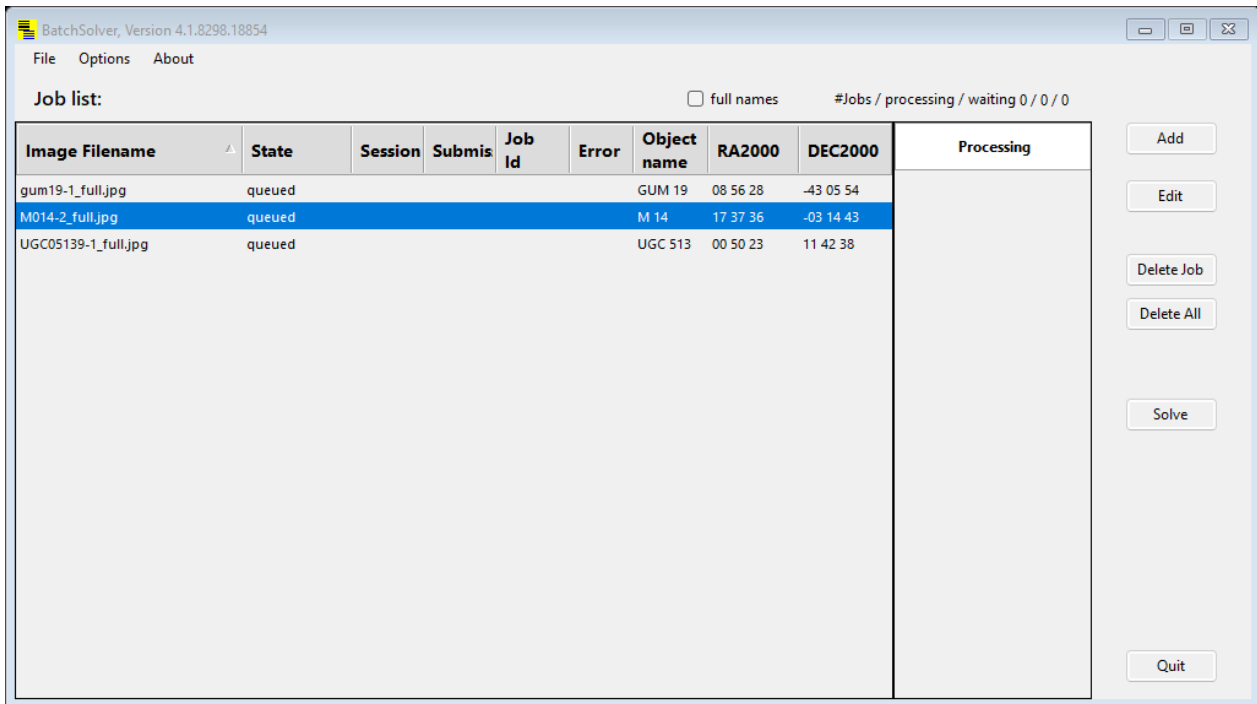 BatchSolver, Version 4.1.8298.18854
File Options About
Job list:
full names
#Jobs / processing / waiting 0 / 0 / 0
Image Filename State Session Submis Job Id Error Object name RA2000 DEC2000 Processing
gum19-1_full.jpg queued GUM 19 08 56 28 -43 05 54
M014-2_full.jpg queued M 14 17 37 36 -03 14 43
UGC05139-1_full.jpg queued UGC 513 00 50 23 11 42 38
Add
Edit
Delete Job
Delete All
Solve
Quit